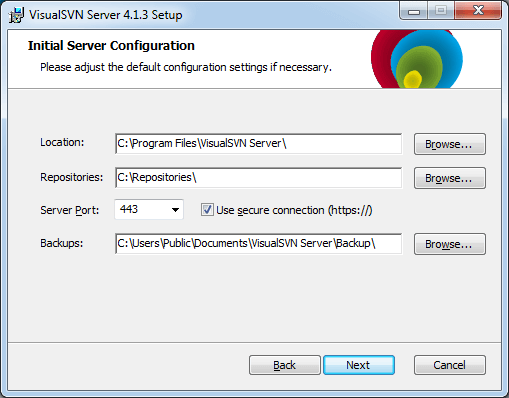 VisualSVN Server 4.1.3 Setup
Initial Server Configuration
Please adjust the default configuration settings if necessary.
Location: C:\Program Files\VisualSVN Server\ Browse...
Repositories: C:\Repositories\ Browse...
Server Port: 443 Use secure connection (https://)
Backups: C:\Users\Public\Documents\VisualSVN Server\Backup\ Browse...
Back Next Cancel